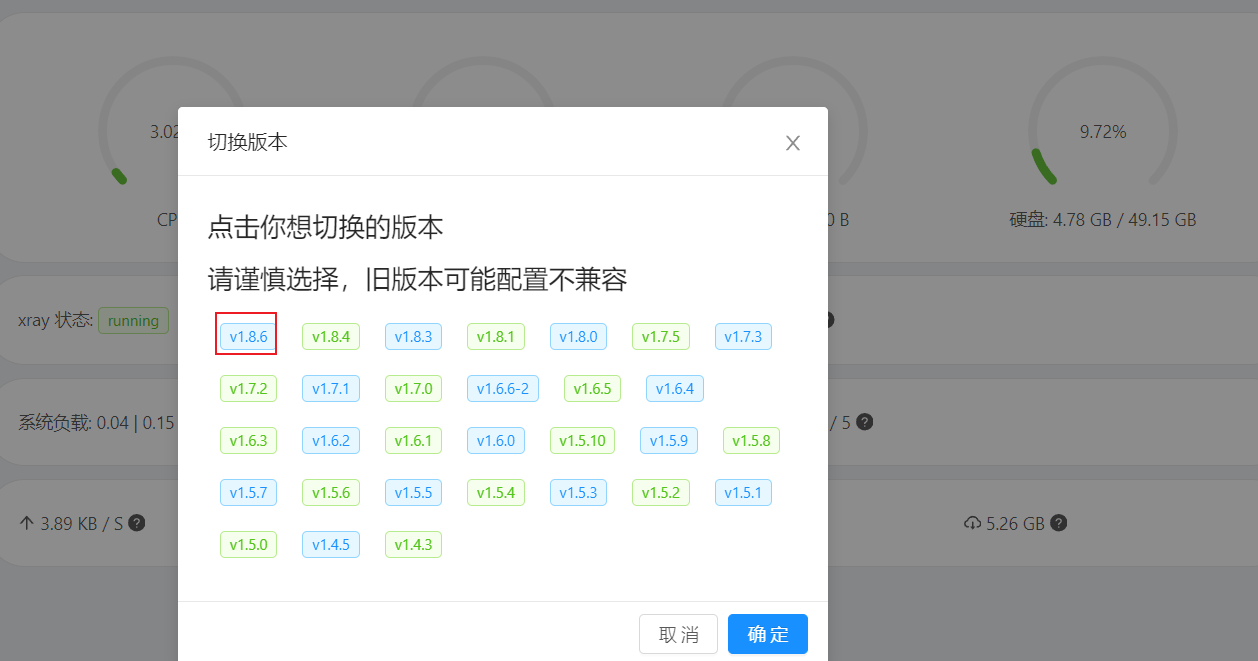 3.02
9.72%
CP
0 B
硬盘: 4.78 GB / 49.15 GB
切换版本
点击你想切换的版本
请谨慎选择，旧版本可能配置不兼容
xray 状态: running
v1.8.6 v1.8.4 v1.8.3 v1.8.1 v1.8.0 v1.7.5 v1.7.3
v1.7.2 v1.7.1 v1.7.0 v1.6.6-2 v1.6.5 v1.6.4
系统负载: 0.04 | 0.15
/ 5 ?
v1.6.3 v1.6.2 v1.6.1 v1.6.0 v1.5.10 v1.5.9 v1.5.8
v1.5.7 v1.5.6 v1.5.5 v1.5.4 v1.5.3 v1.5.2 v1.5.1
↑ 3.89 KB / S ?
5.26 GB ?
v1.5.0 v1.4.5 v1.4.3
取 消
确 定